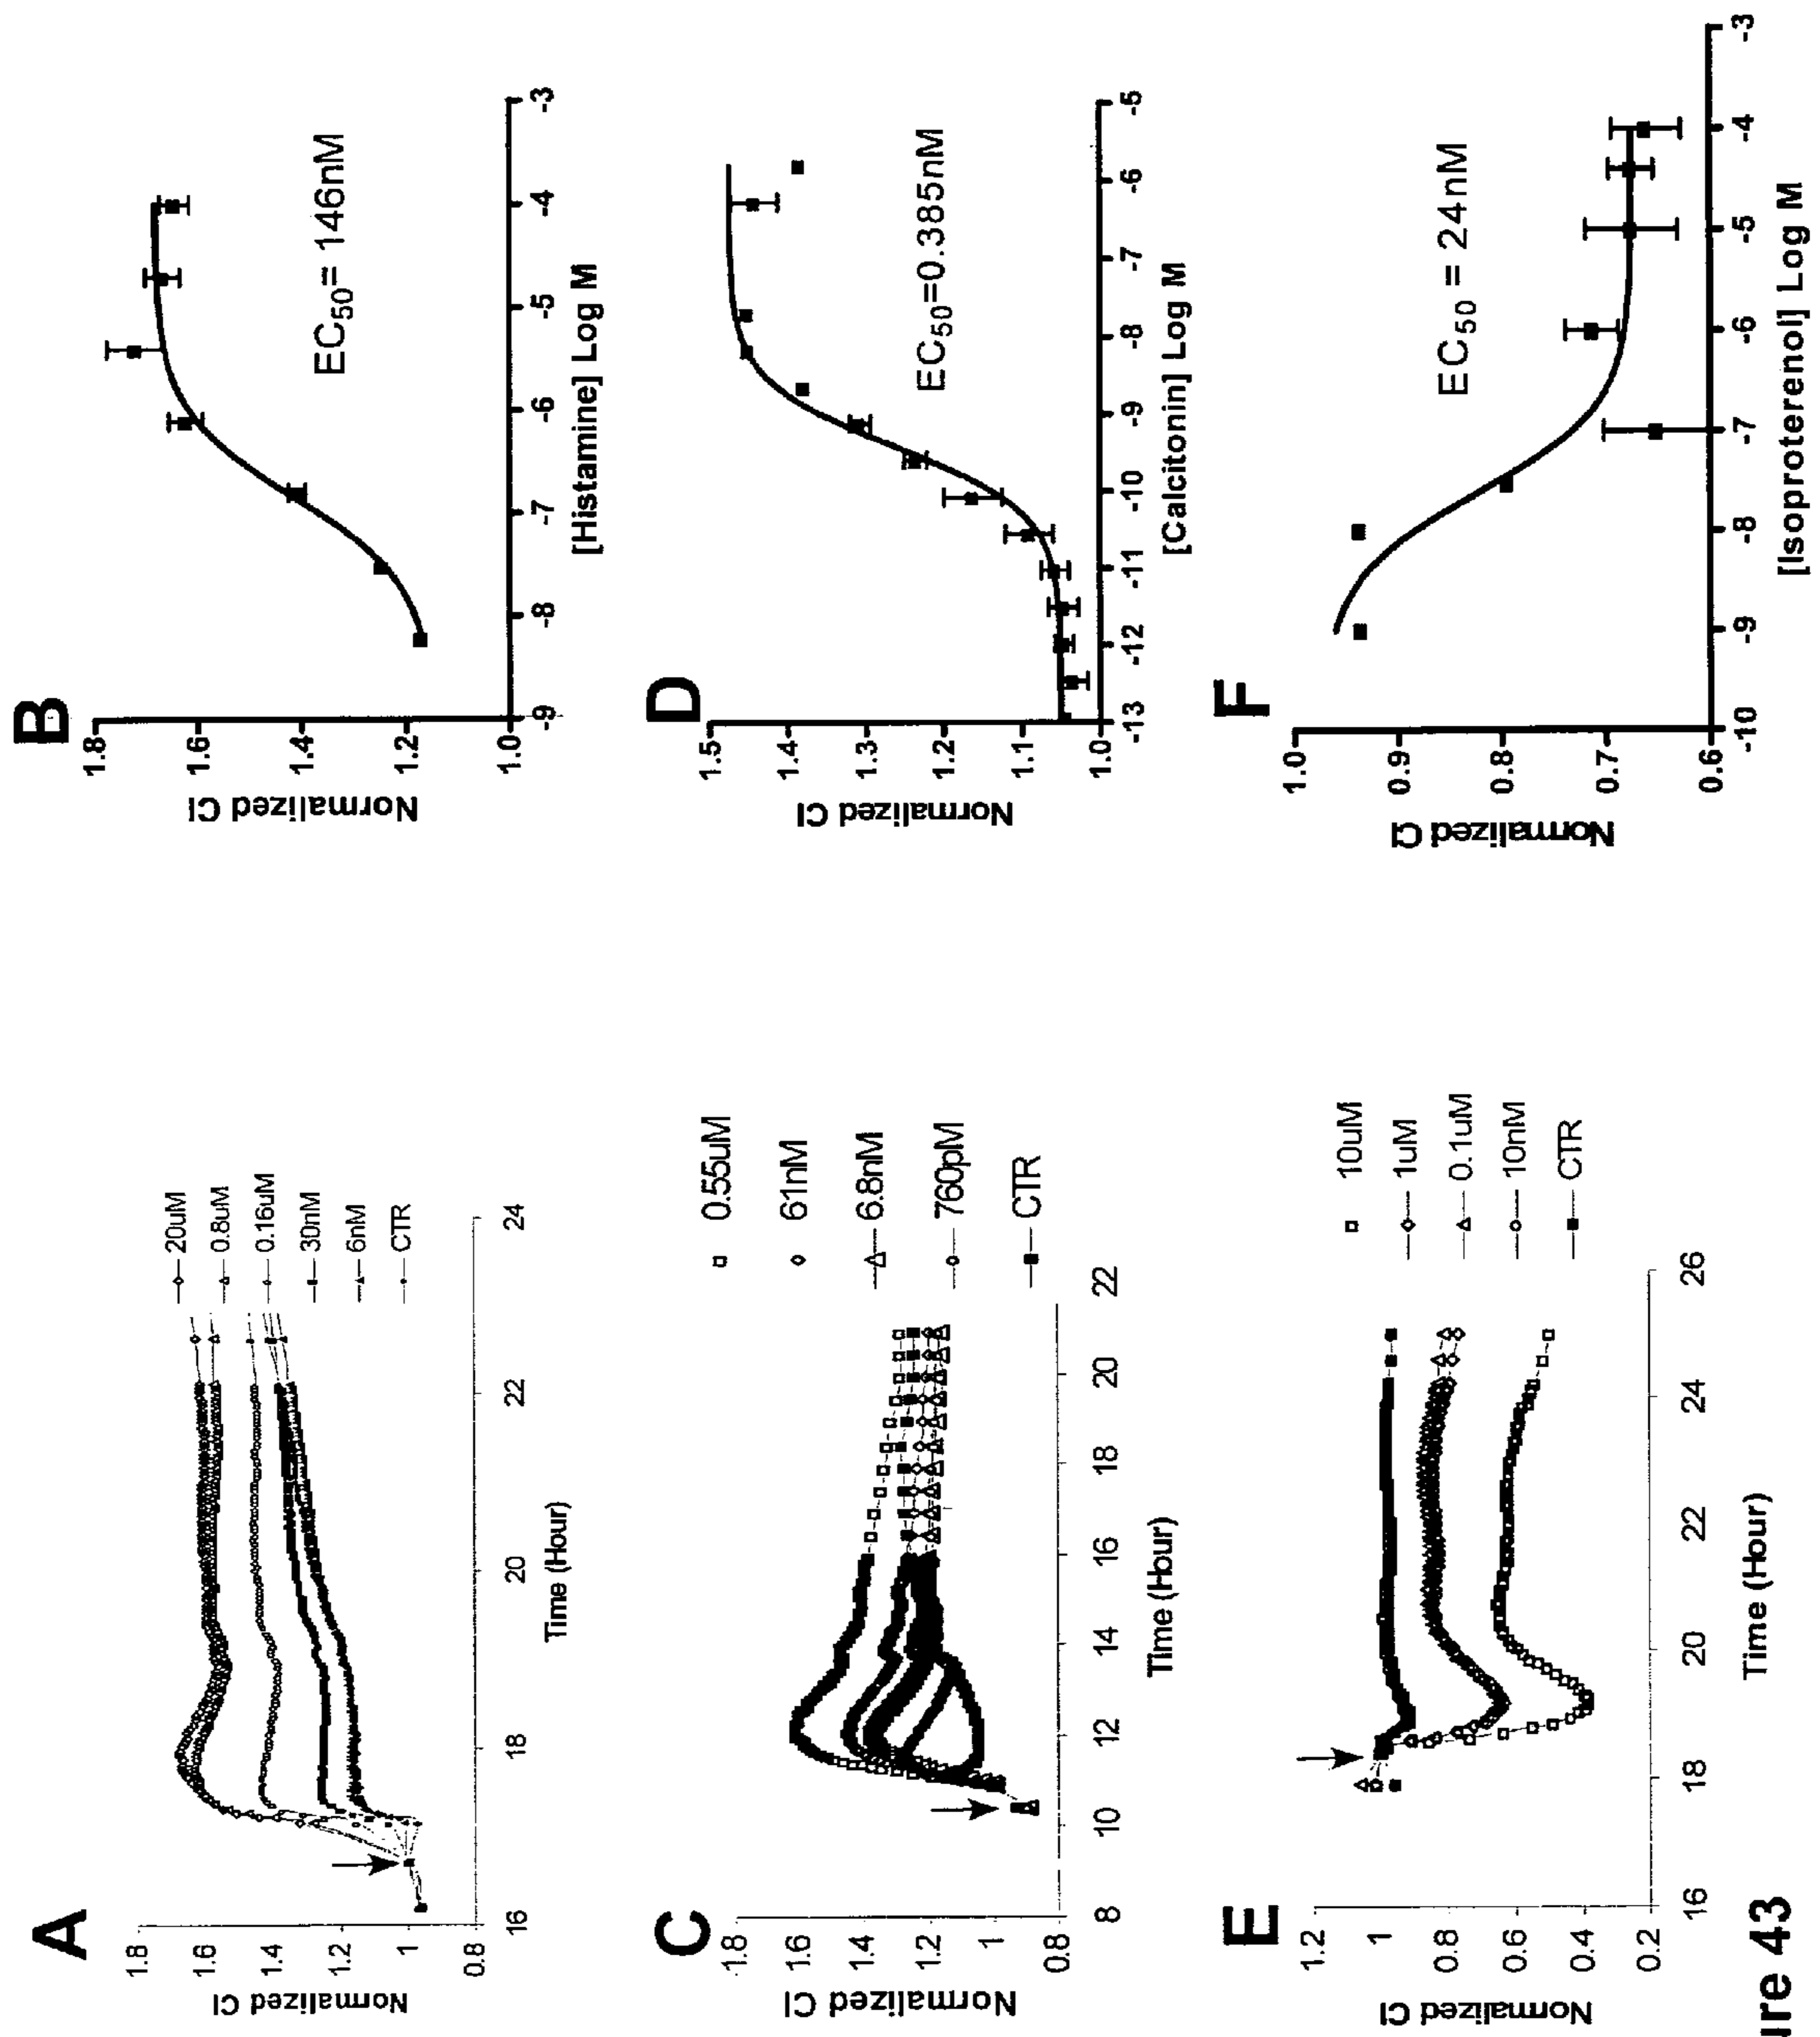 A
Normalized CI
1.8
1.6
1.4
1.2
1
0.8
16
18
20
22
24
Time (Hour)
20uM
0.8uM
0.16uM
30nM
6nM
CTR
B
Normalized CI
1.8
1.6
1.4
1.2
1.0
-9
-8
-7
-6
-5
-4
-3
[Histamine] Log M
EC50= 146nM
C
Normalized CI
1.8
1.6
1.4
1.2
1
0.8
8
10
12
14
16
18
20
22
Time (Hour)
0.55uM
61nM
6.8nM
760pM
CTR
D
Normalized CI
1.5
1.4
1.3
1.2
1.1
1.0
-13
-12
-11
-10
-9
-8
-7
-6
-5
[Calcitonin] Log M
EC50=0.385nM
E
Normalized CI
1.2
1
0.8
0.6
0.4
0.2
16
18
20
22
24
26
Time (Hour)
10uM
1uM
0.1uM
10nM
CTR
F
Normalized CI
1.0
0.9
0.8
0.7
0.6
-10
-9
-8
-7
-6
-5
-4
-3
[Isoproterenol] Log M
EC50 = 24nM
ure 43